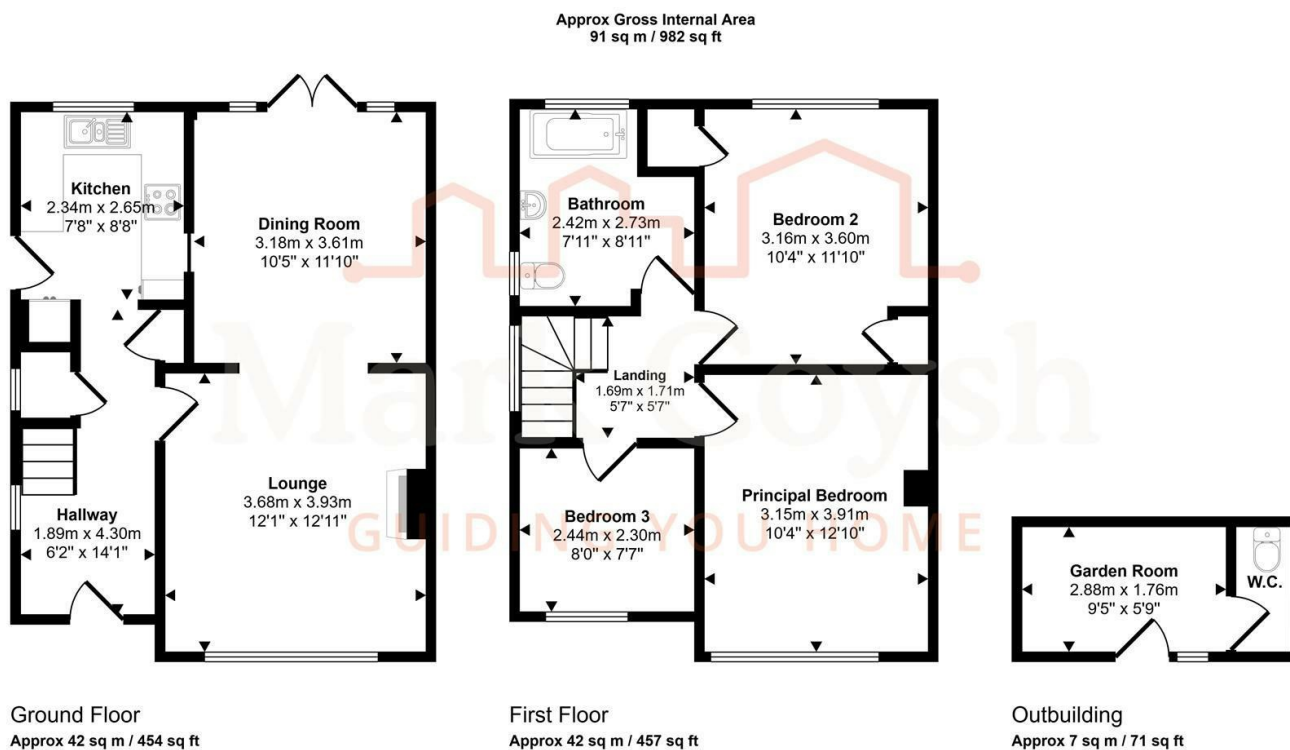 Approx Gross Internal Area
91 sq m / 982 sq ft
Kitchen
2.34m x 2.65m
7'8" x 8'8"
Dining Room
3.18m x 3.61m
10'5" x 11'10"
Lounge
3.68m x 3.93m
12'1" x 12'11"
Hallway
1.89m x 4.30m
6'2" x 14'1"
Bathroom
2.42m x 2.73m
7'11" x 8'11"
Bedroom 2
3.16m x 3.60m
10'4" x 11'10"
Landing
1.69m x 1.71m
5'7" x 5'7"
Bedroom 3
2.44m x 2.30m
8'0" x 7'7"
Principal Bedroom
3.15m x 3.91m
10'4" x 12'10"
Garden Room
2.88m x 1.76m
9'5" x 5'9"
W.C.
Mark Coysh
GUIDING YOU HOME
Ground Floor
Approx 42 sq m / 454 sq ft
First Floor
Approx 42 sq m / 457 sq ft
Outbuilding
Approx 7 sq m / 71 sq ft